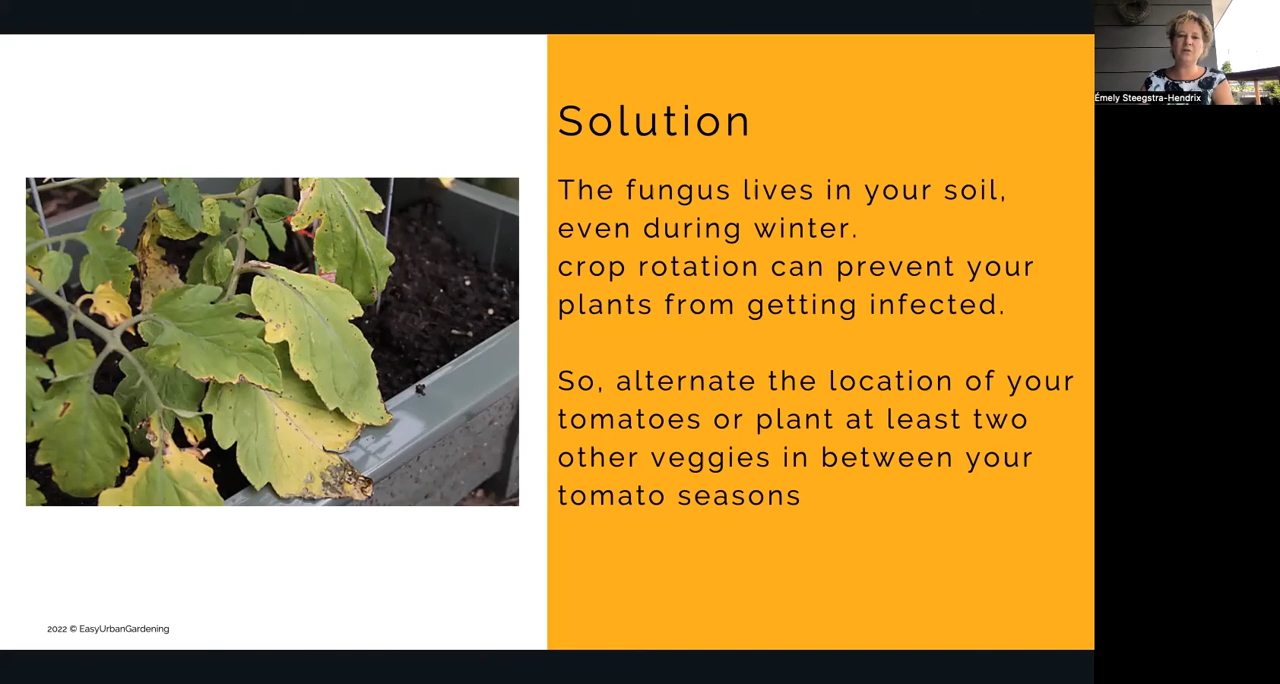 Solution
The fungus lives in your soil,
even during winter.
crop rotation can prevent your
plants from getting infected.
So, alternate the location of your
tomatoes or plant at least two
other veggies in between your
tomato seasons
2022 © EasyUrbanGardening
Émely Steegstra-Hendrix